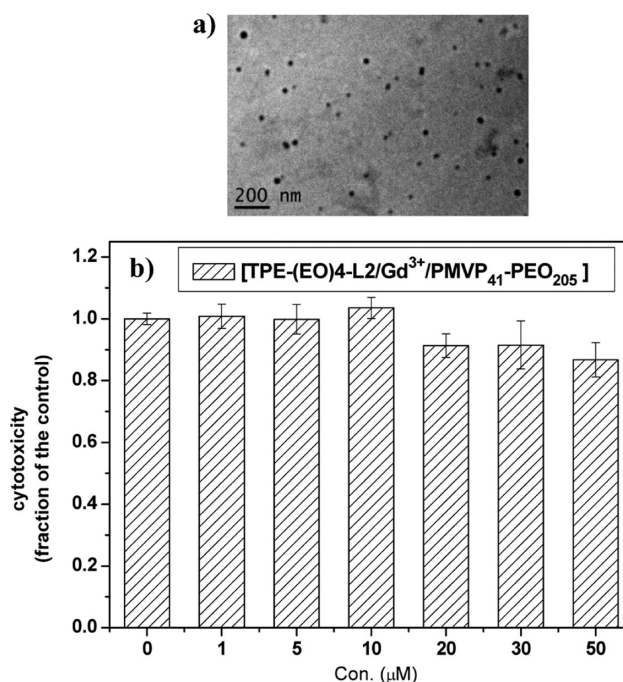 a)
200 nm
b)
[TPE-(EO)4-L2/Gd³⁺/PMVP₄₁-PEO₂₀₅ ]
1.2
1.0
0.8
0.6
0.4
0.2
0.0
cytotoxicity
(fraction of the control)
0 1 5 10 20 30 50
Con. (μM)